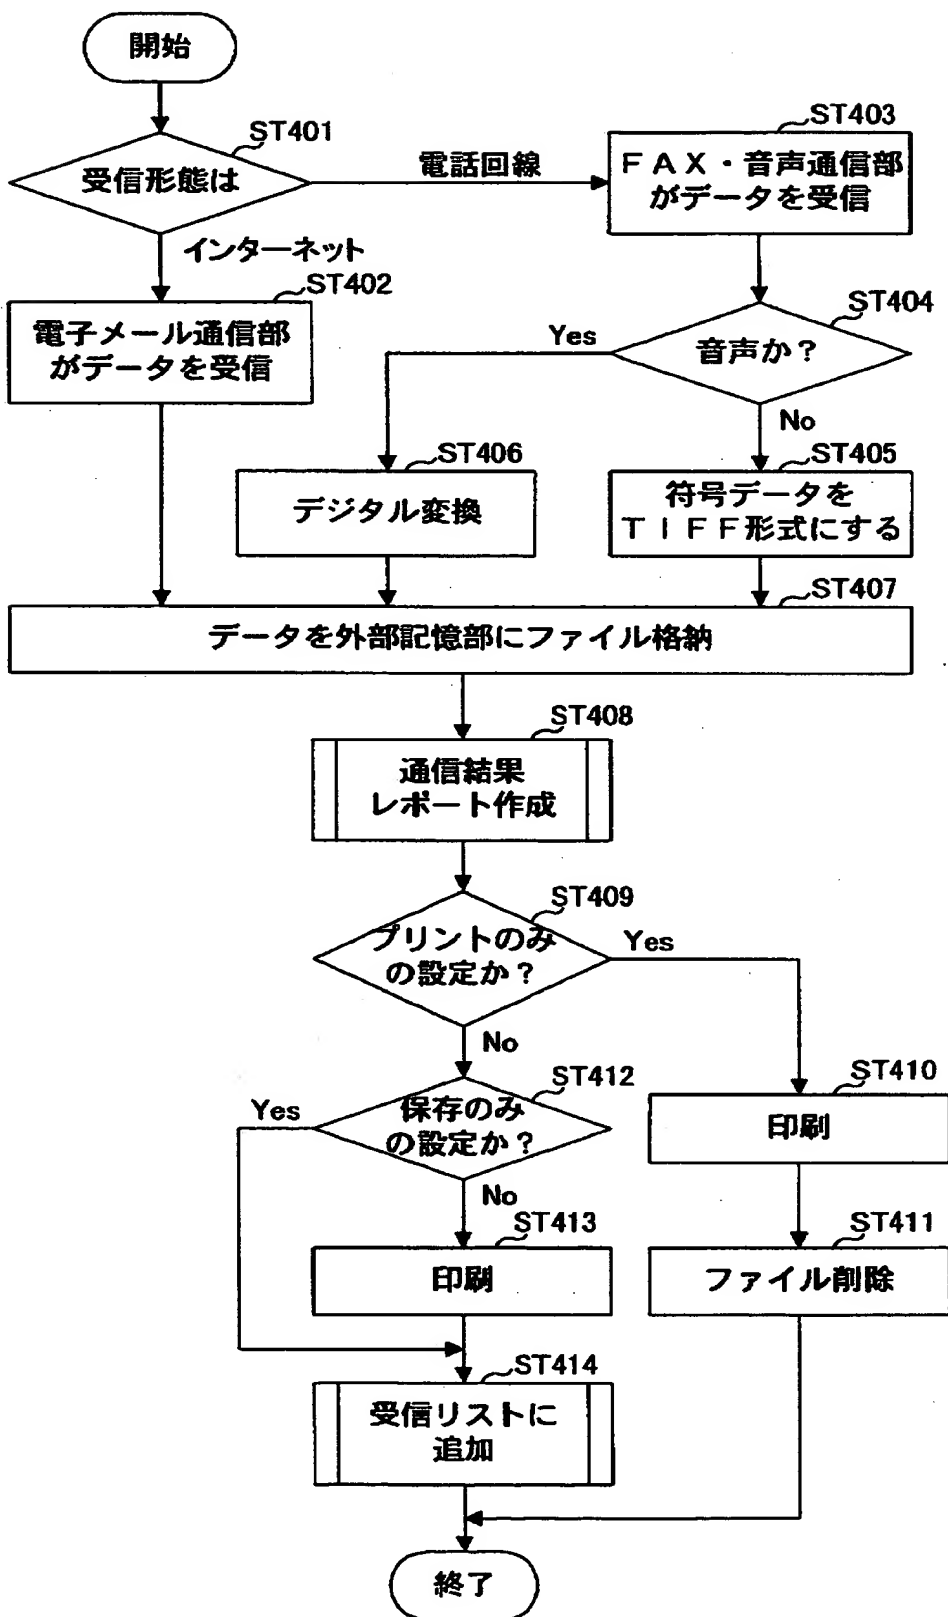 開始
ST401
受信形態は
電話回線
ST403
FAX・音声通信部
がデータを受信
インターネット
ST402
電子メール通信部
がデータを受信
ST404
音声か?
Yes
No
ST406
デジタル変換
ST405
符号データを
TIFF形式にする
ST407
データを外部記憶部にファイル格納
ST408
通信結果
レポート作成
ST409
プリントのみ
の設定か?
Yes
No
ST412
保存のみ
の設定か?
Yes
No
ST410
印刷
ST413
印刷
ST411
ファイル削除
ST414
受信リストに
追加
終了